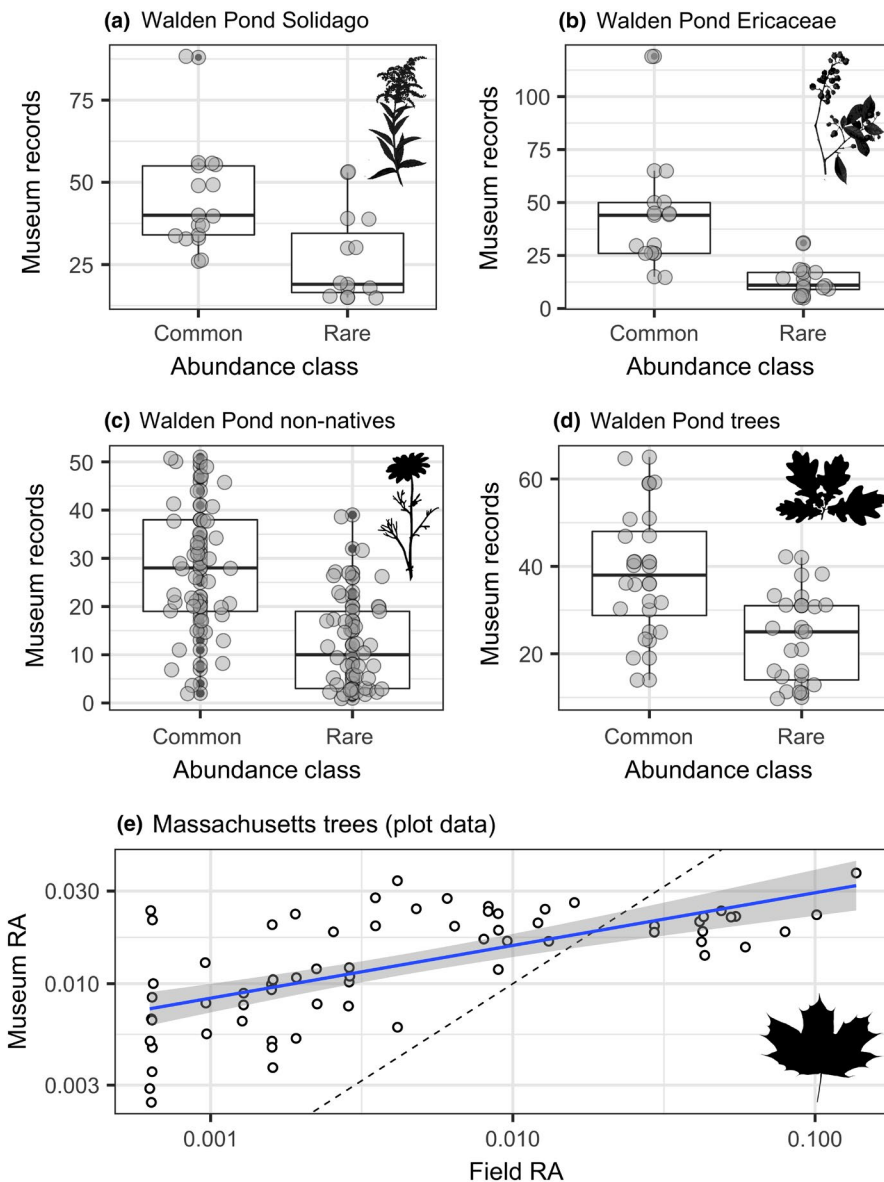 (a) Walden Pond Solidago
Museum records
75
50
25
Common Rare
Abundance class
(b) Walden Pond Ericaceae
Museum records
100
75
50
25
0
Common Rare
Abundance class
(c) Walden Pond non-natives
Museum records
50
40
30
20
10
0
Common Rare
Abundance class
(d) Walden Pond trees
Museum records
60
40
20
Common Rare
Abundance class
(e) Massachusetts trees (plot data)
Museum RA
0.030
0.010
0.003
0.001 0.010 0.100
Field RA